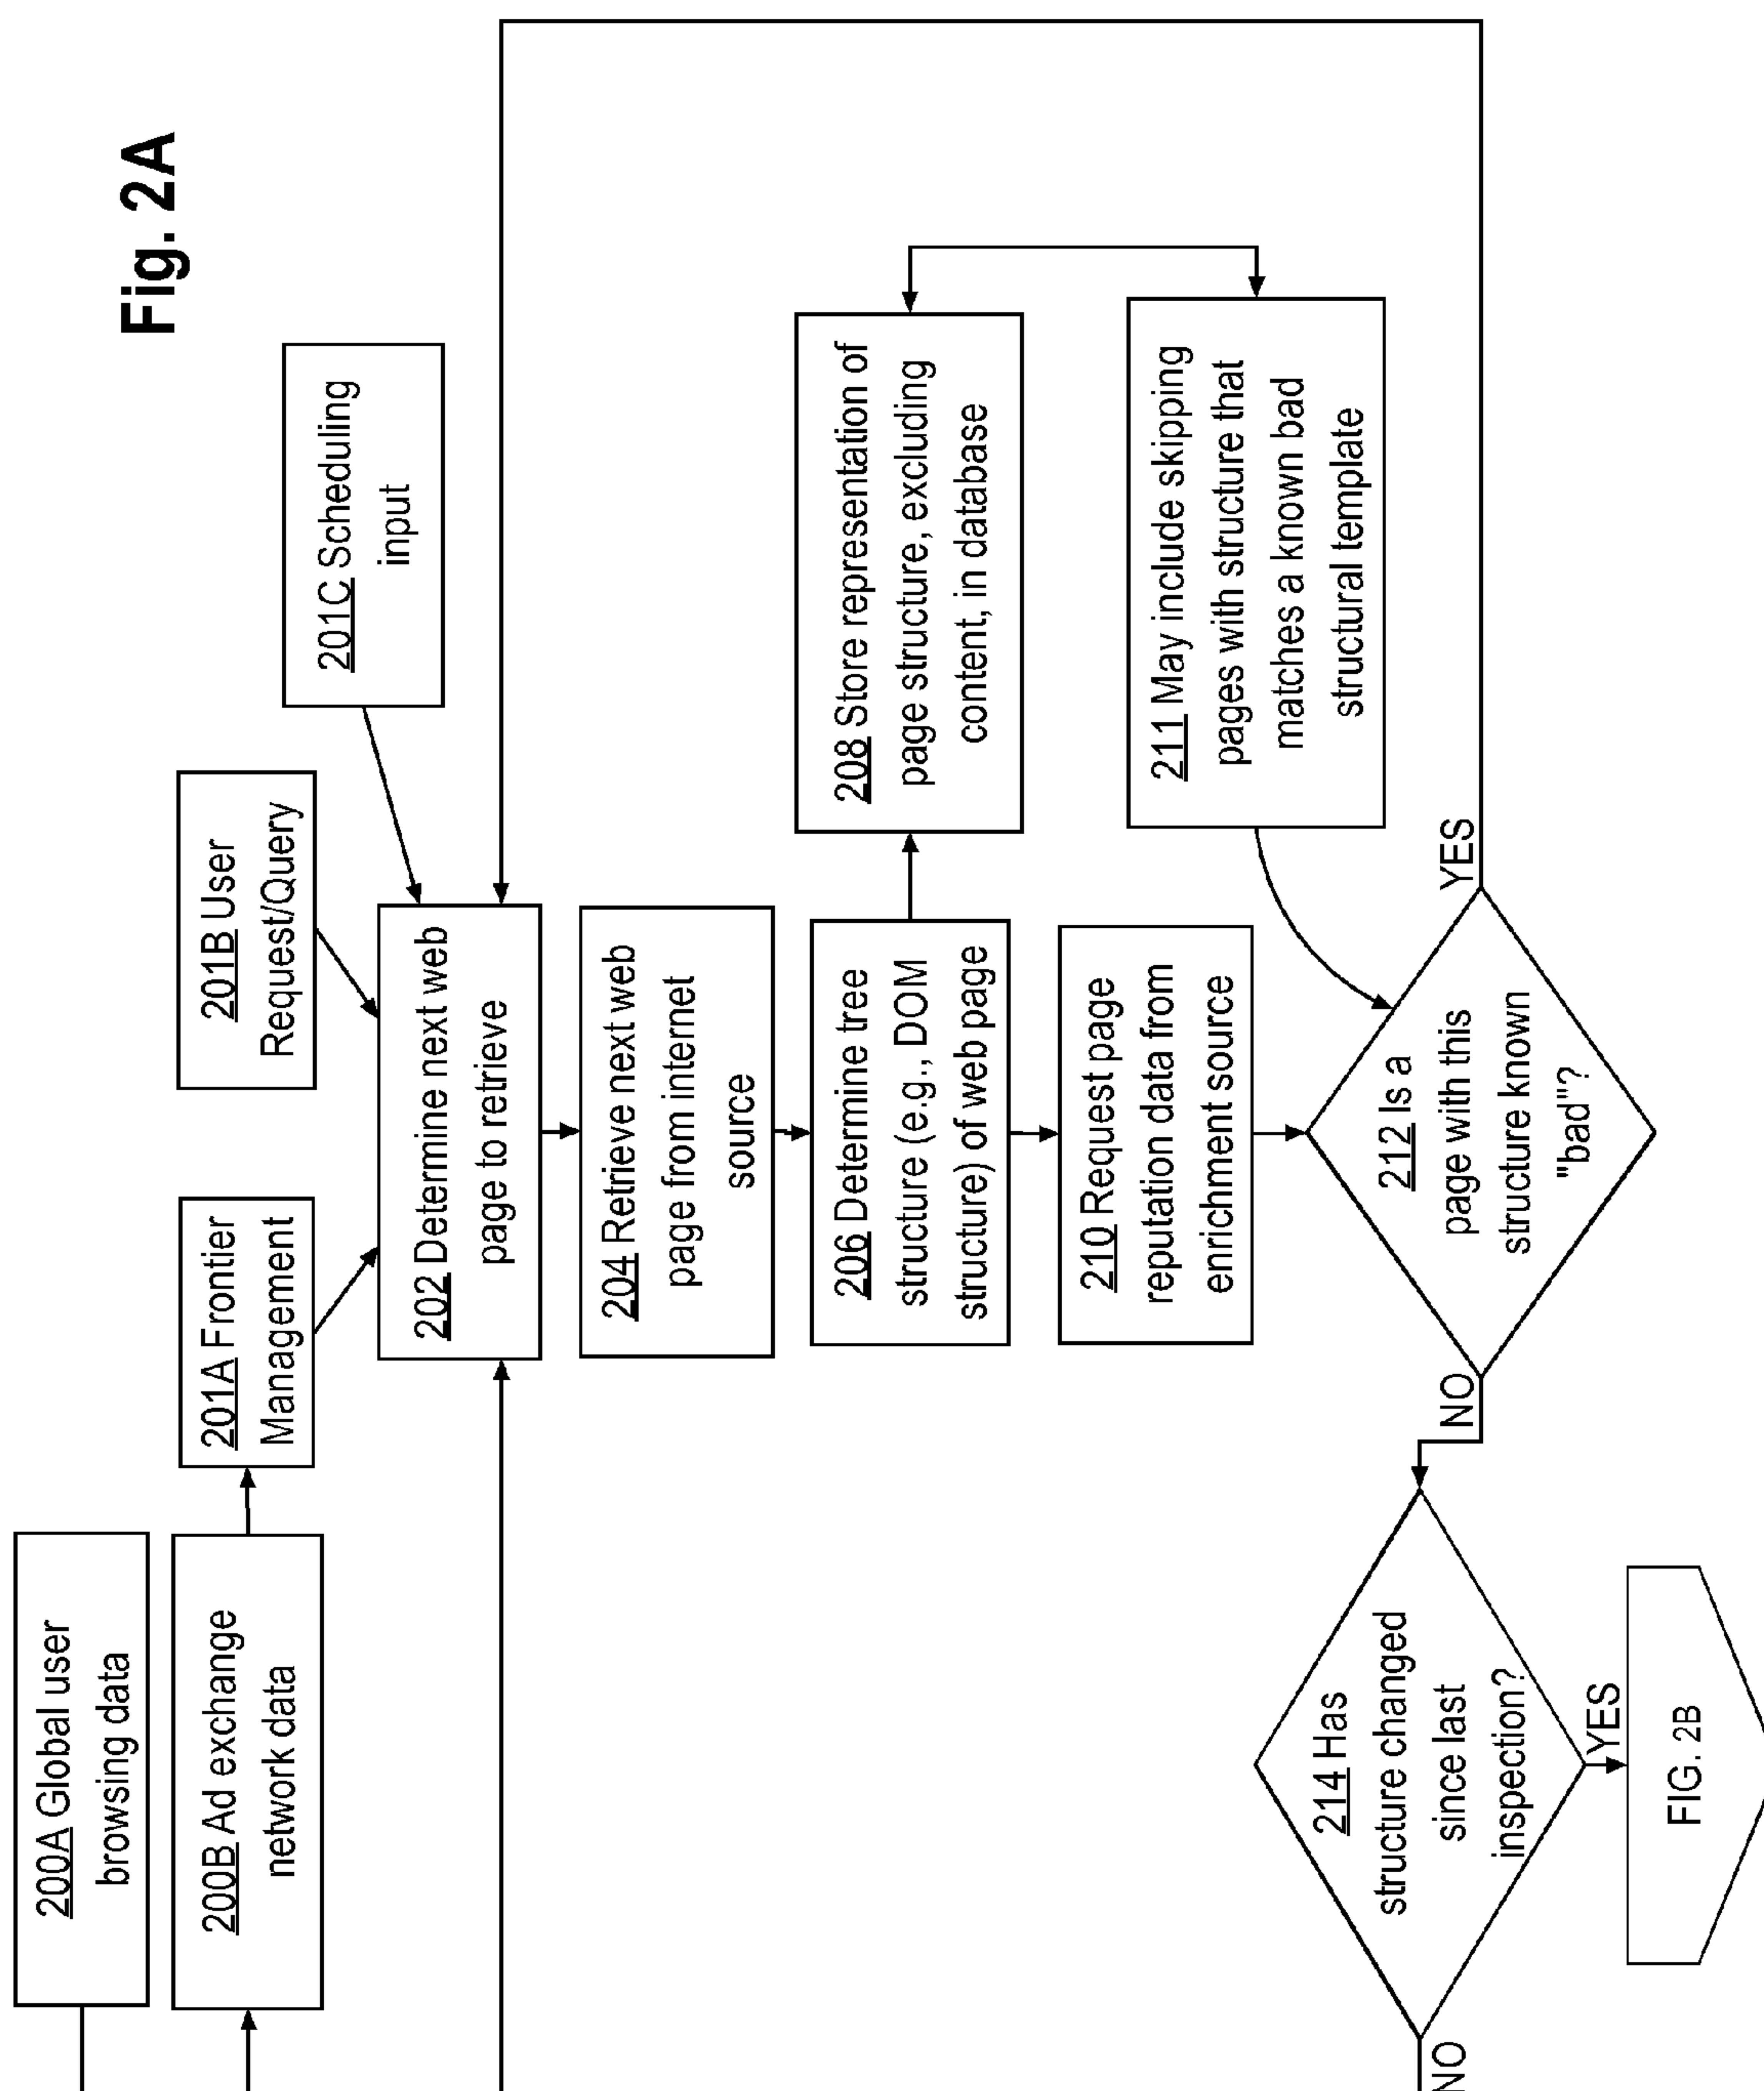 Fig. 2A
200A Global user
browsing data
200B Ad exchange
network data
201A Frontier
Management
201B User
Request/Query
201C Scheduling
input
202 Determine next web
page to retrieve
204 Retrieve next web
page from internet
source
206 Determine tree
structure (e.g., DOM
structure) of web page
208 Store representation of
page structure, excluding
content, in database
210 Request page
reputation data from
enrichment source
211 May include skipping
pages with structure that
matches a known bad
structural template
212 Is a
page with this
structure known
"bad"?
YES
NO
214 Has
structure changed
since last
inspection?
YES
NO
FIG. 2B